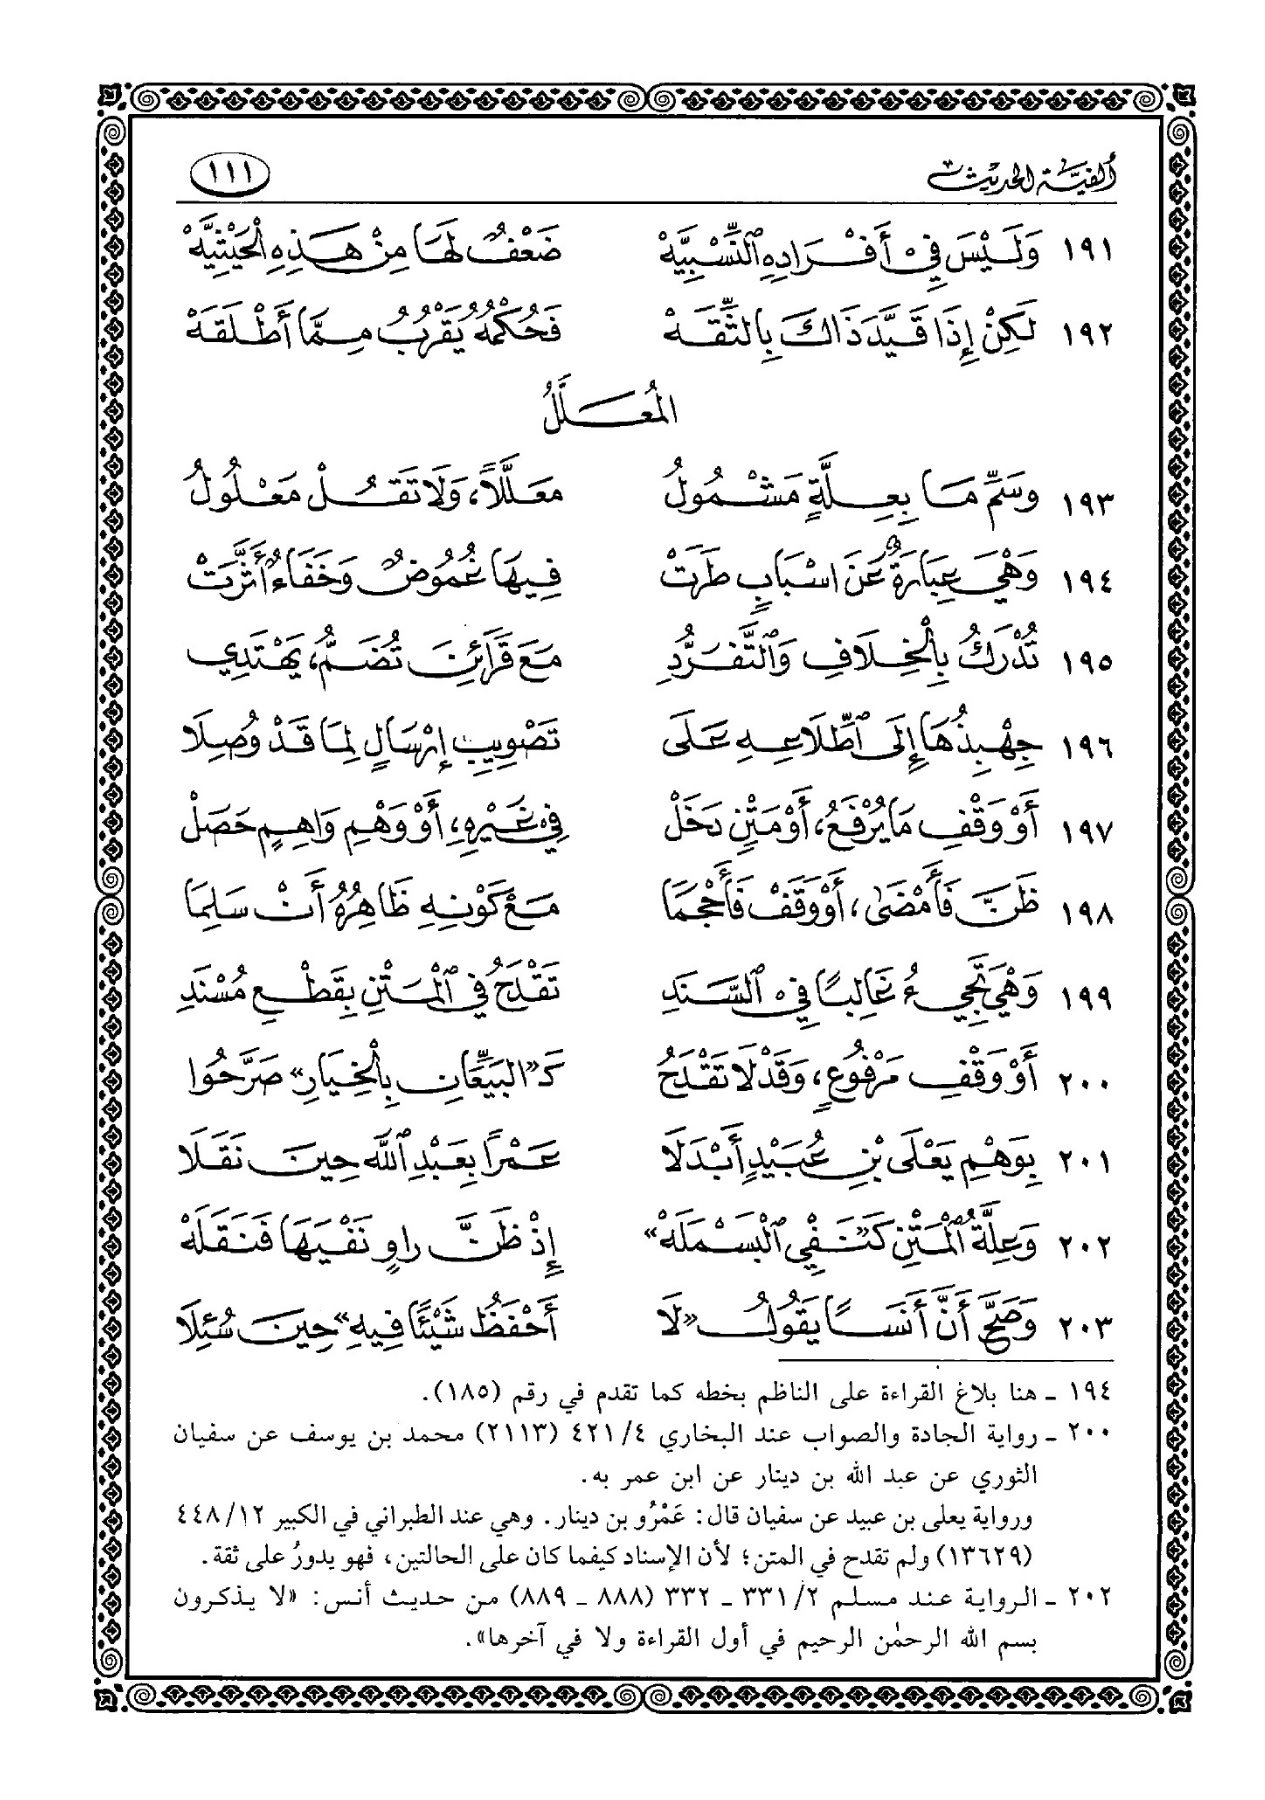 ألفية الحديث ١١١
١٩١ وَلَيْسَ فِي أَفْرَادِهِ ٱلنِّسْبِيَّهْ ضَعْفٌ لَهَا مِنْ هَذِهِ الْحَيْثِيَّهْ
١٩٢ لَكِنْ إِذَا قَيَّدَ ذَاكَ بِالثِّقَهْ فَحُكْمُهُ يَقْرُبُ مِمَّا أَطْلَقَهْ
المُعَلَّلُ
١٩٣ وَسَمِّ مَا بِعِلَّةٍ مَشْمُولُ مُعَلَّلاً، وَلَا تَقُلْ مَعْلُولُ
١٩٤ وَهْيَ عِبَارَةٌ عَنَ اسْبَابٍ طَرَتْ فِيهَا غُمُوضٌ وَخَفَاءٌ أَثَّرَتْ
١٩٥ تُدْرَكُ بِالْخِلَافِ وَٱلتَّفَرُّدِ مَعَ قَرَائِنَ تُضَمُّ، يَهْتَدِي
١٩٦ جِهْبِذُهَا إِلَى ٱطِّلَاعِهِ عَلَى تَصْوِيبِ إِرْسَالٍ لِمَا قَدْ وُصِلَا
١٩٧ أَوْ وَقْفِ مَا يُرْفَعُ، أَوْ مَتْنٍ دَخَلْ فِي غَيْرِهِ، أَوْ وَهْمِ وَاهِمٍ حَصَلْ
١٩٨ ظَنَّ فَأَمْضَىٰ، أَوْ وَقَفْ فَأَحْجَمَا مَعْ كَوْنِهِ ظَاهِرُهُ أَنْ سَلِمَا
١٩٩ وَهْيَ تَجِيءُ غَالِبًا فِي ٱلسَّنَدِ تَقْدَحُ فِي ٱلْمَتْنِ بِقَطْعِ مُسْنَدِ
٢٠٠ أَوْ وَقْفِ مَرْفُوعٍ، وَقَدْ لَا تَقْدَحُ كَـ «البَيِّعَانِ بِالْخِيَارِ» صَرَّحُوا
٢٠١ بِوَهْمِ يَعْلَى بْنِ عُبَيْدٍ أَبْدَلَا عَمْرًا بِعَبْدِ ٱللَّهِ حِينَ نَقَلَا
٢٠٢ وَعِلَّةُ ٱلْمَتْنِ كَـ «نَفْيِ ٱلْبَسْمَلَهْ» إِذْ ظَنَّ رَاوٍ نَفْيَهَا فَنَقَلَهْ
٢٠٣ وَصَحَّ أَنَّ أَنَسًا يَقُولُ «لَا أَحْفَظُ شَيْئًا فِيهِ» حِينَ سُئِلَا
١٩٤ ـ هنا بلاغ القراءة على الناظم بخطه كما تقدم في رقم (١٨٥).
٢٠٠ ـ رواية الجادة والصواب عند البخاري ٤٢١/٤ (٢١١٣) محمد بن يوسف عن سفيان
الثوري عن عبد الله بن دينار عن ابن عمر به.
ورواية يعلى بن عبيد عن سفيان قال: عَمْرُو بن دينار. وهي عند الطبراني في الكبير ٤٤٨/١٢
(١٣٦٢٩) ولم تقدح في المتن؛ لأن الإسناد كيفما كان على الحالتين، فهو يدورُ على ثقة.
٢٠٢ ـ الرواية عند مسلم ٣٣١/٢ ـ ٣٣٢ (٨٨٨ ـ ٨٨٩) من حديث أنس: «لا يذكرون
بسم الله الرحمٰن الرحيم في أول القراءة ولا في آخرها».